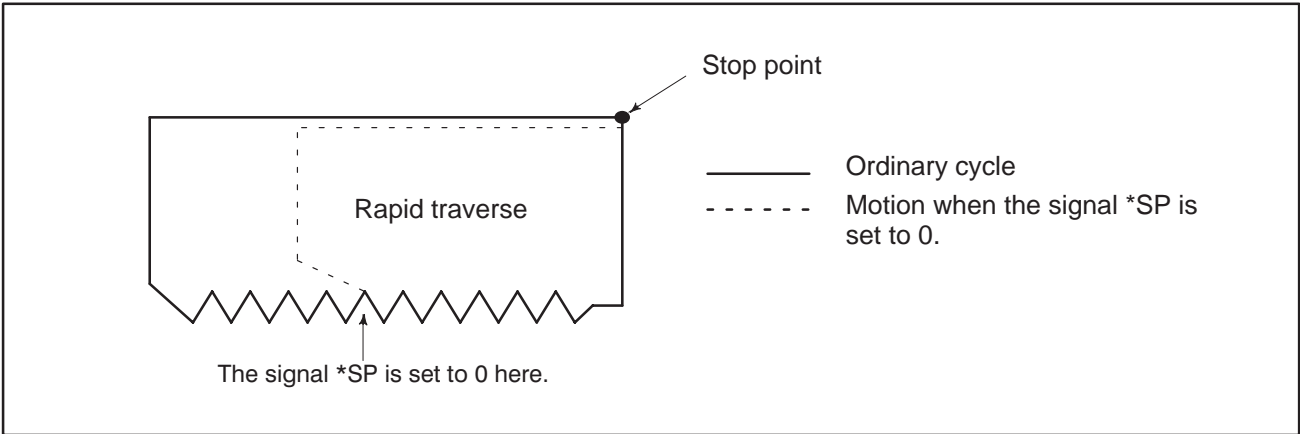 Stop point
Ordinary cycle
Motion when the signal *SP is
set to 0.
Rapid traverse
The signal *SP is set to 0 here.